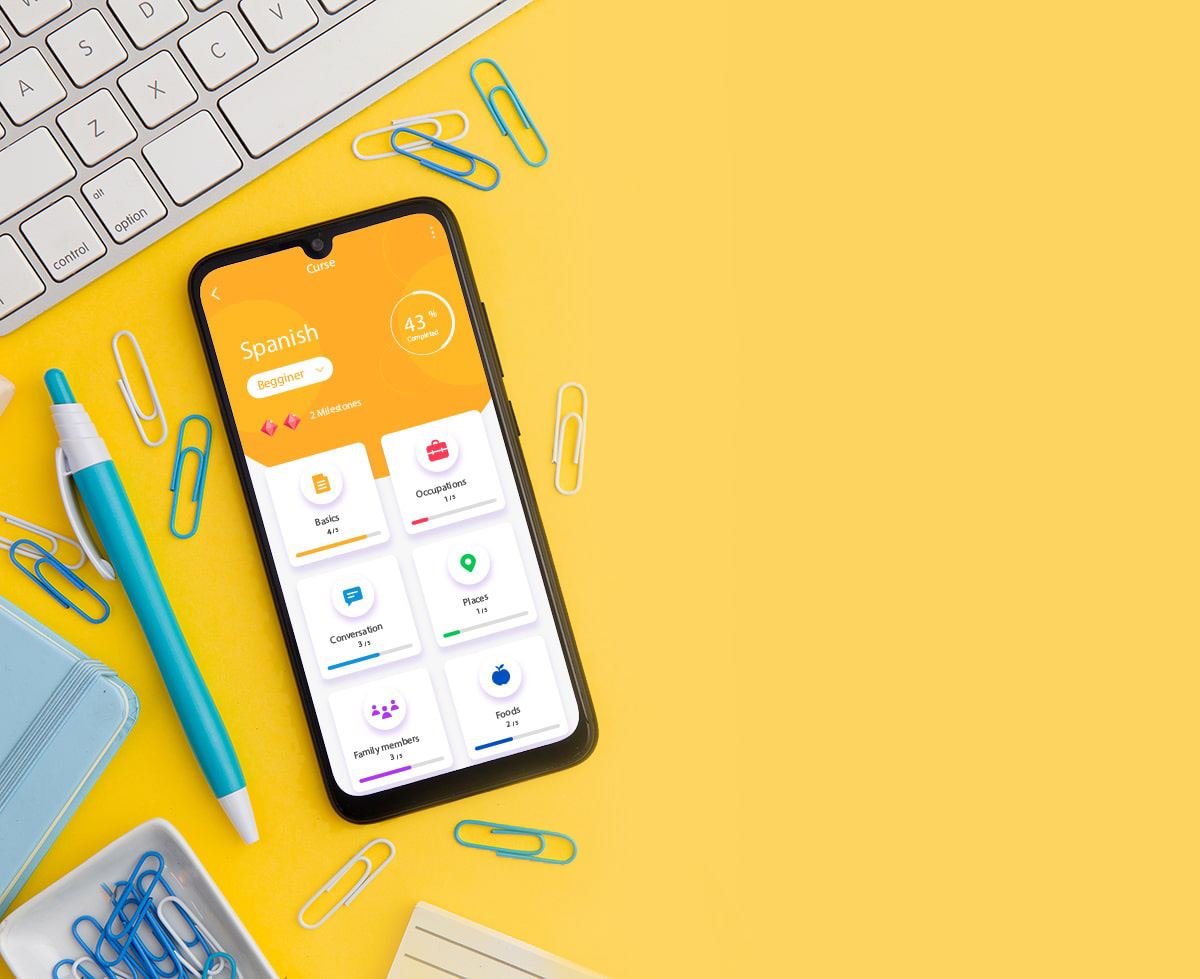 W
D
V
S
C
A
X
Z
alt
option
control
Curse
Spanish
43 %
Completed
Begginer
2 Milestones
Basics
4/5
Occupations
1/5
Conversation
3/5
Places
1/5
Family members
3/5
Foods
2/5